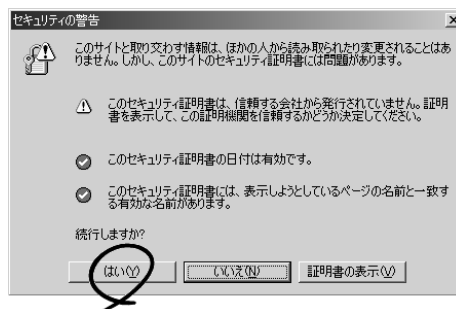 セキュリティの警告
このサイトと取り交わす情報は、ほかの人から読み取られたり変更されることはあ
りません。しかし、このサイトのセキュリティ証明書には問題があります。
このセキュリティ証明書は、信頼する会社から発行されていません。証明
書を表示して、この証明機関を信頼するかどうか決定してください。
このセキュリティ証明書の日付は有効です。
このセキュリティ証明書には、表示しようとしているページの名前と一致す
る有効な名前があります。
続行しますか?
はい(Y) いいえ(N) 証明書の表示(V)